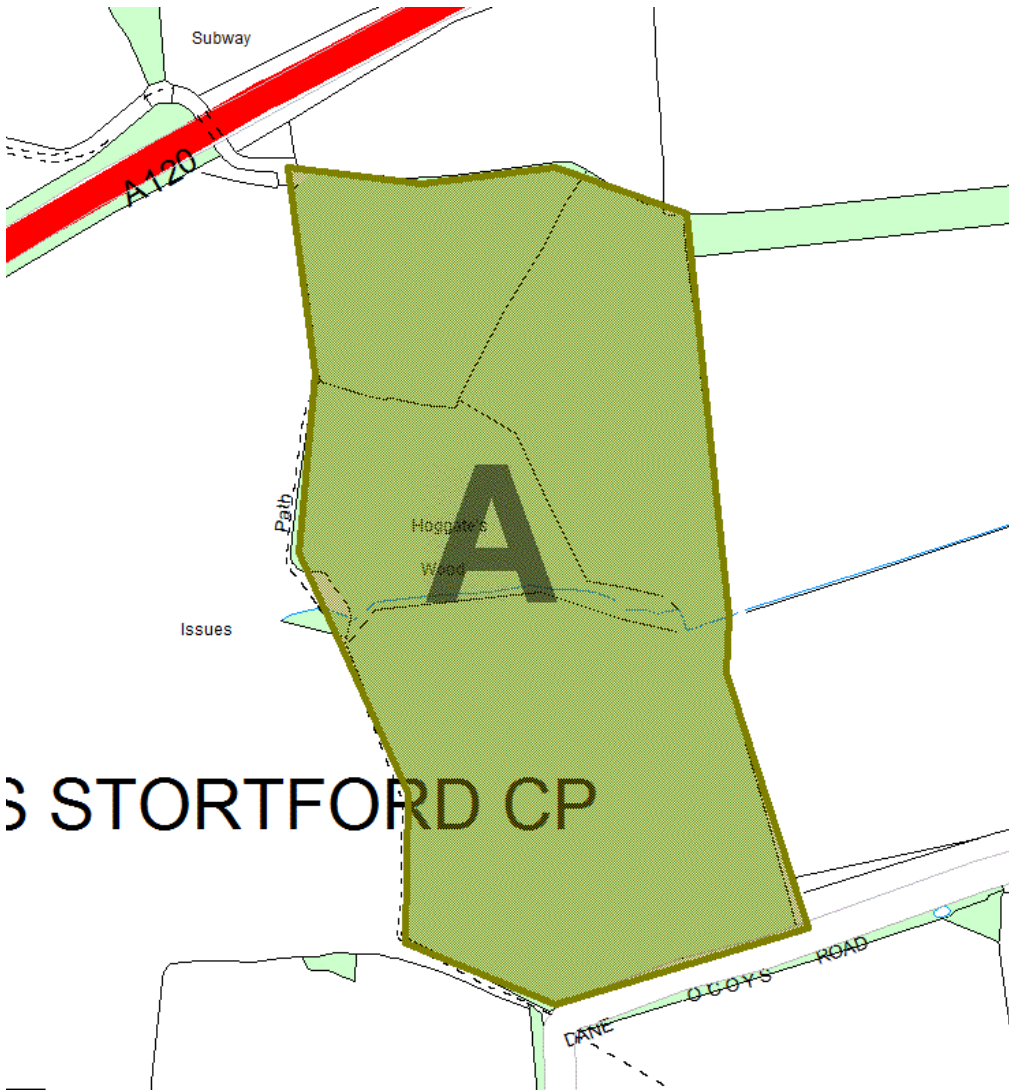 Subway
A120
Path
A
Hoggate's
Wood
Issues
S STORTFORD CP
DANE O COYS ROAD